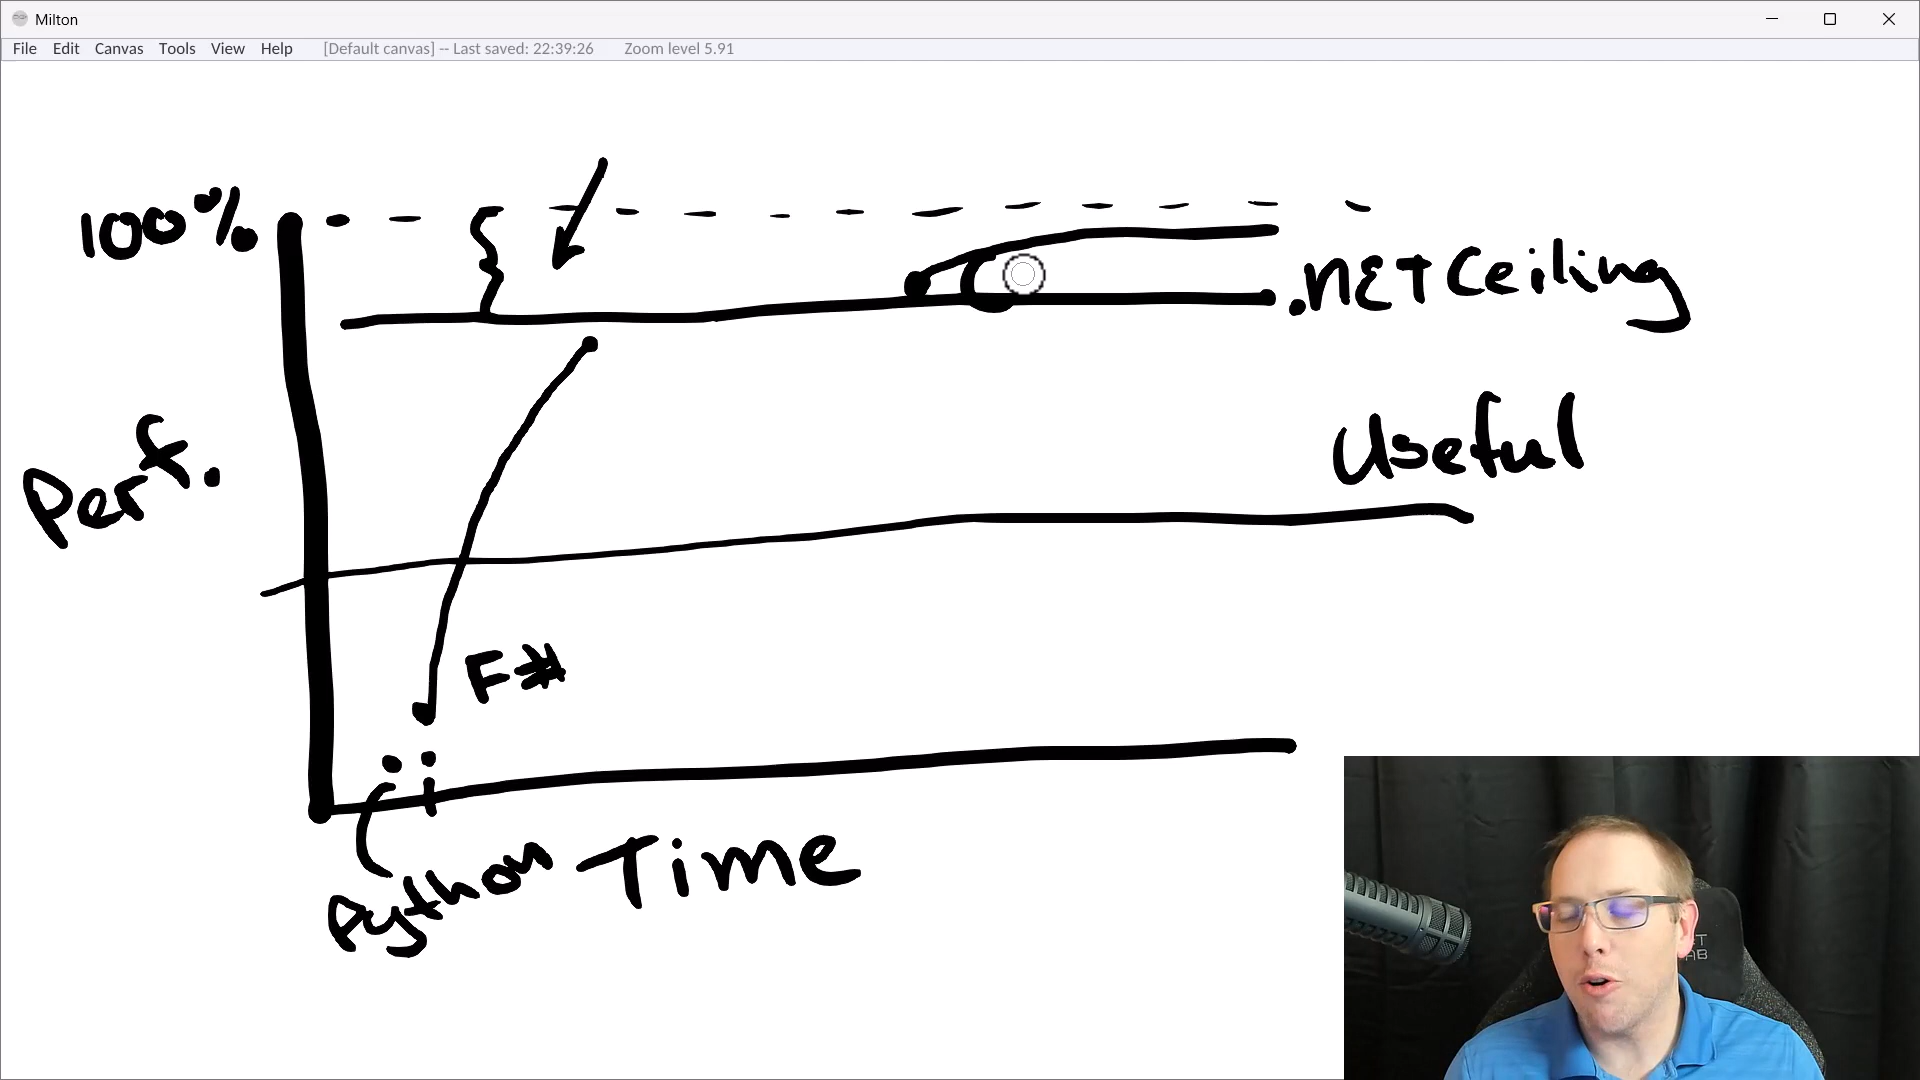 Milton
File Edit Canvas Tools View Help [Default canvas] -- Last saved: 22:39:26 Zoom level 5.91
100%
.NET Ceiling
Useful
Perf.
F#
Python
Time